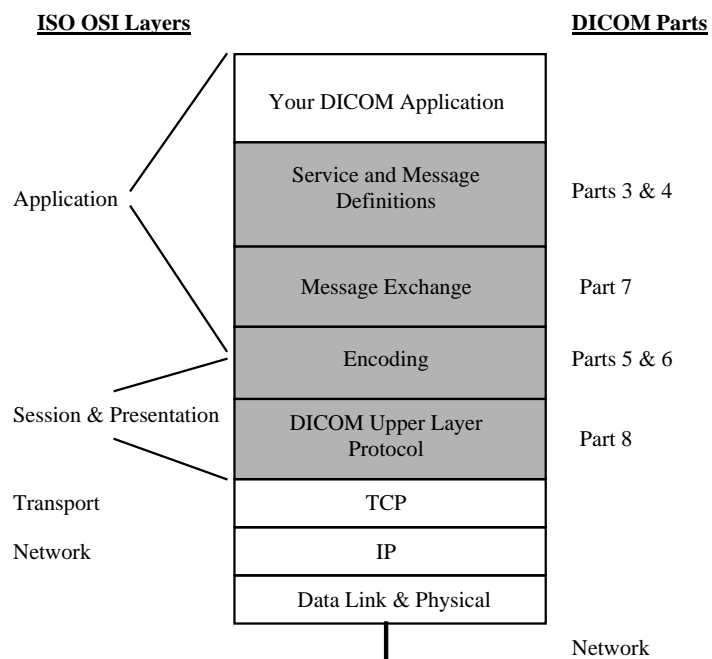 ISO OSI Layers
DICOM Parts
Your DICOM Application
Service and Message
Definitions
Application
Parts 3 & 4
Message Exchange
Part 7
Encoding
Parts 5 & 6
Session & Presentation
DICOM Upper Layer
Protocol
Part 8
Transport
TCP
Network
IP
Data Link & Physical
Network